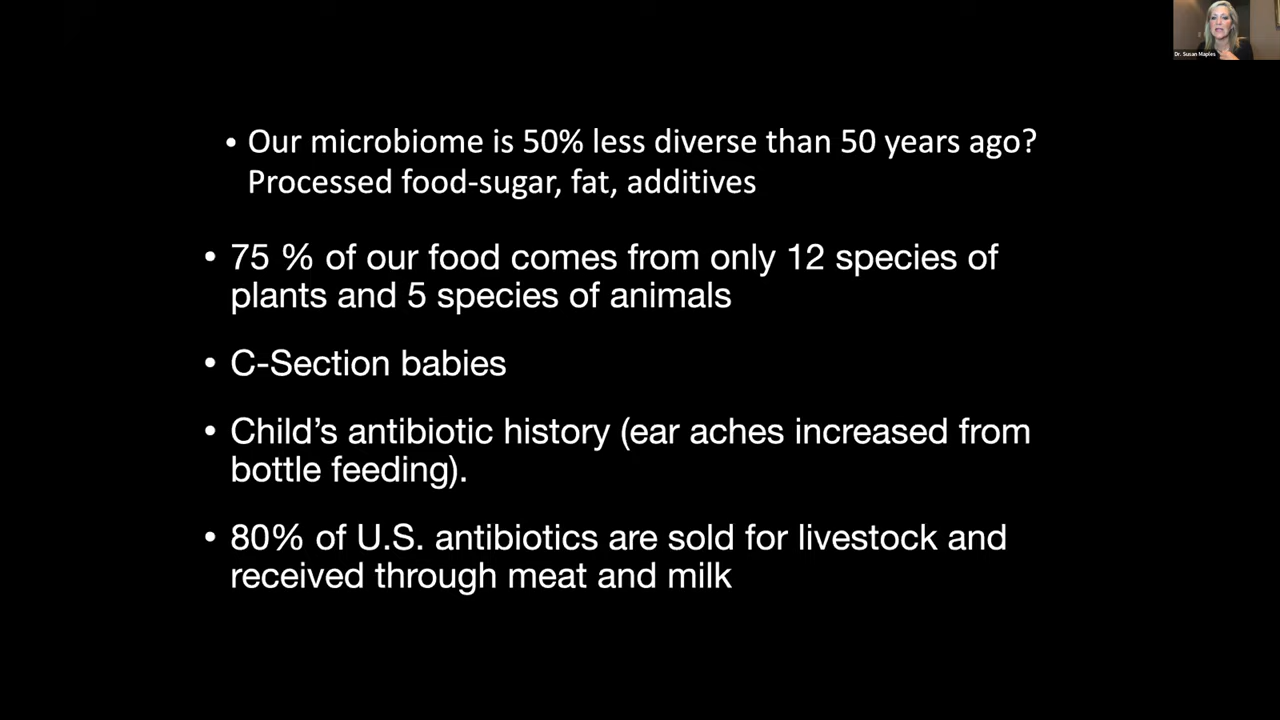 Dr. Susan Maples
• Our microbiome is 50% less diverse than 50 years ago?
Processed food-sugar, fat, additives
• 75 % of our food comes from only 12 species of
plants and 5 species of animals
• C-Section babies
• Child’s antibiotic history (ear aches increased from
bottle feeding).
• 80% of U.S. antibiotics are sold for livestock and
received through meat and milk